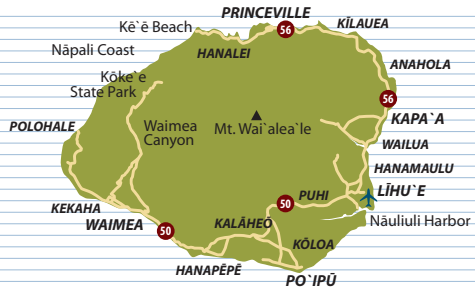 PRINCEVILLE
Kē`ē Beach
56
KĪLAUEA
HANALEI
Nāpali Coast
ANAHOLA
Kōke`e
State Park
56
KAPA`A
POLOHALE
Waimea
Canyon
Mt. Wai`alea`le
WAILUA
HANAMAULU
LĪHU`E
PUHI
50
KEKAHA
WAIMEA
50
KALĀHEŌ
Nāuliuli Harbor
KŌLOA
HANAPĒPĒ
PO`IPŪ